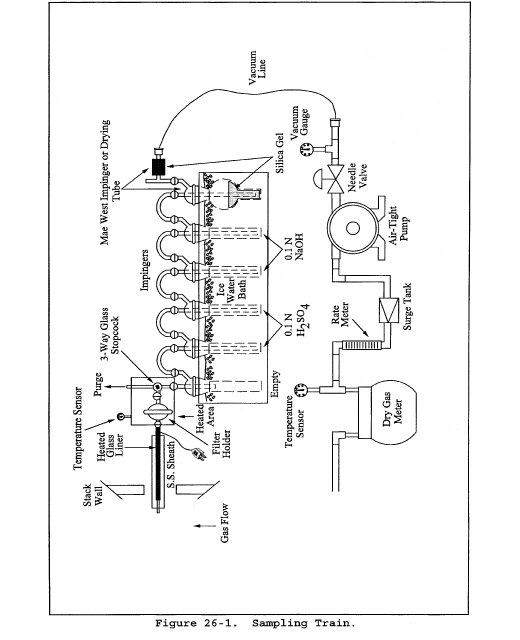 Vacuum
Line
Mae West Impinger or Drying
Tube
Silica Gel
Vacuum
Gauge
Needle
Valve
Air-Tight
Pump
Impingers
0.1 N
NaOH
Ice
Water
Bath
0.1 N
H₂SO₄
Surge Tank
Rate
Meter
3-Way Glass
Stopcock
Purge
Empty
Temperature Sensor
Heated
Area
Filter
Holder
Heated
Glass
Liner
S.S. Sheath
Temperature
Sensor
Dry Gas
Meter
Stack
Wall
Gas Flow
Figure 26-1. Sampling Train.